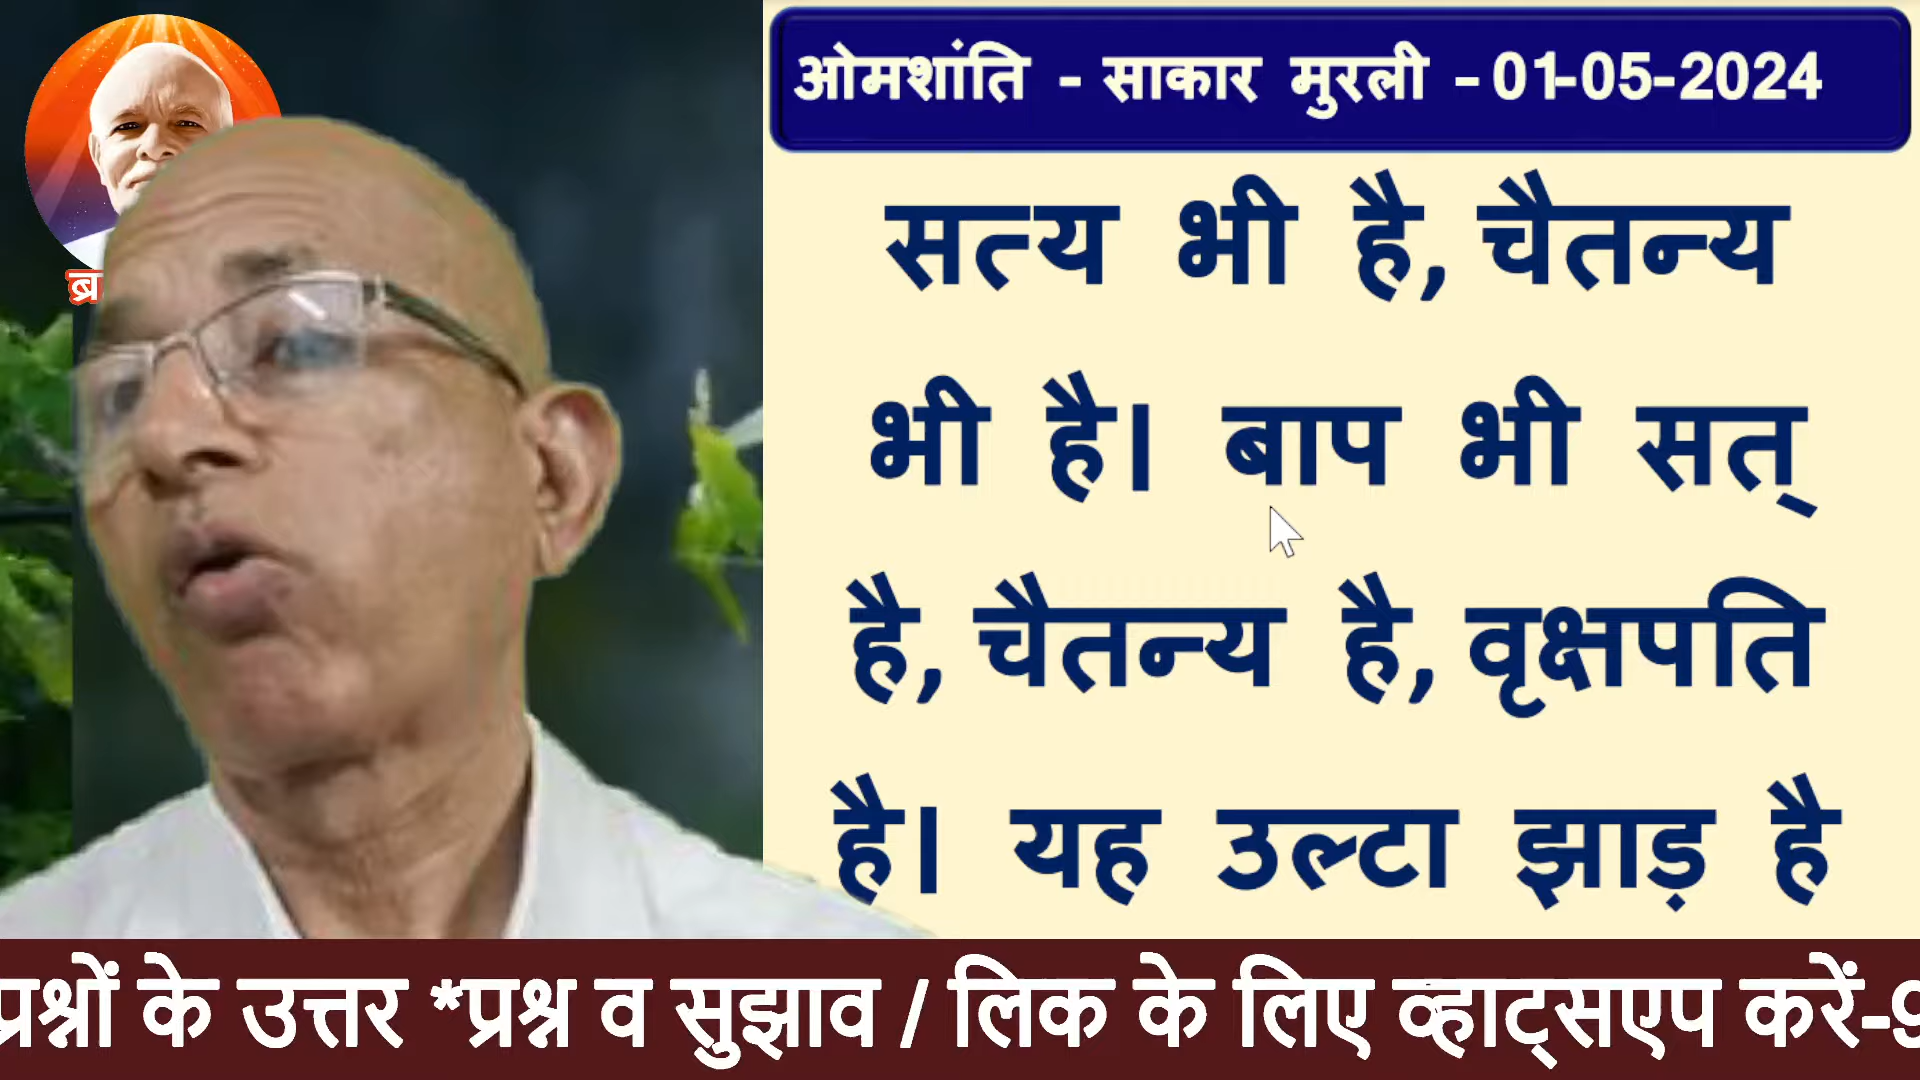 ओमशांति - साकार मुरली - 01-05-2024
सत्य भी है, चैतन्य
भी है। बाप भी सत्
है, चैतन्य है, वृक्षपति
है। यह उल्टा झाड़ है
प्रश्नों के उत्तर *प्रश्न व सुझाव / लिंक के लिए व्हाट्सएप करें-9